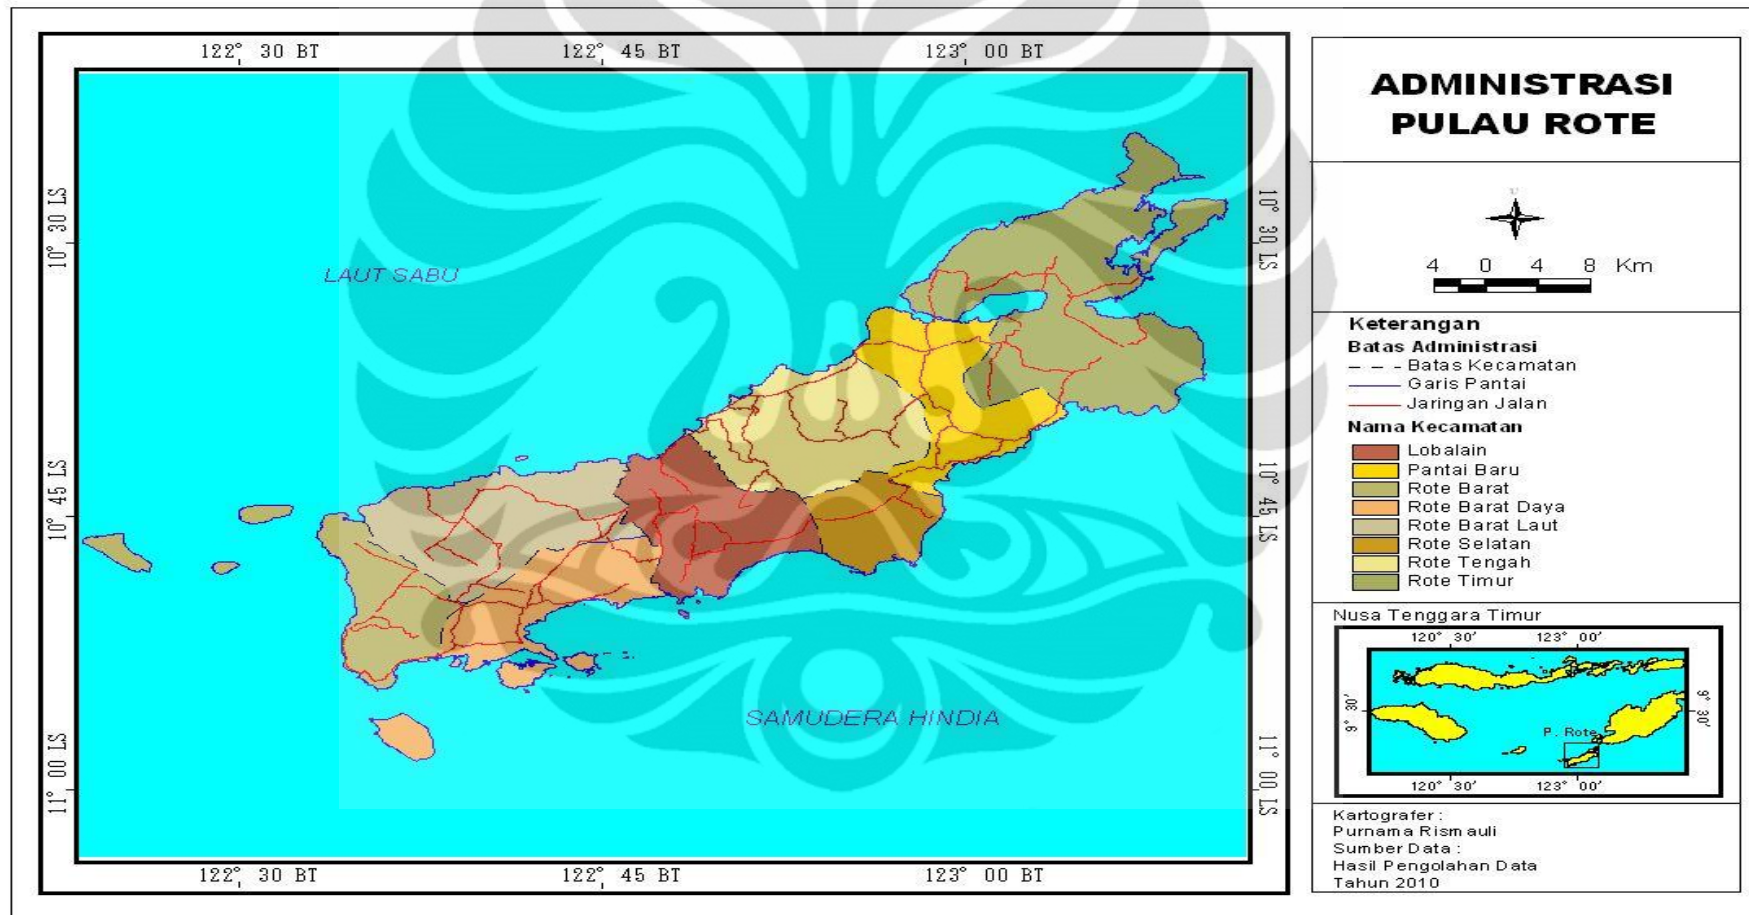 122° 30 BT
122° 45 BT
123° 00 BT
10° 30 LS
10° 45 LS
11° 00 LS
LAUT SABU
SAMUDERA HINDIA
10° 30 LS
10° 45 LS
11° 00 LS
122° 30 BT
122° 45 BT
123° 00 BT
ADMINISTRASI
PULAU ROTE
4 0 4 8 Km
Keterangan
Batas Administrasi
Batas Kecamatan
Garis Pantai
Jaringan Jalan
Nama Kecamatan
Lobalain
Pantai Baru
Rote Barat
Rote Barat Daya
Rote Barat Laut
Rote Selatan
Rote Tengah
Rote Timur
Nusa Tenggara Timur
120° 30' 123° 00'
9° 30'
P. Rote
9° 30'
120° 30' 123° 00'
Kartografer :
Purnama Rismauli
Sumber Data :
Hasil Pengolahan Data
Tahun 2010